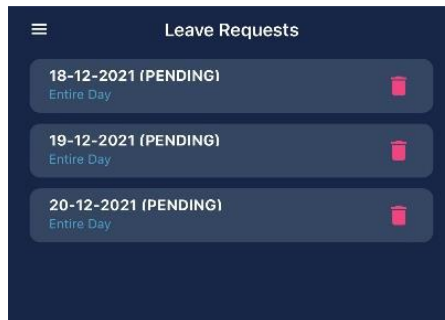 Leave Requests
18-12-2021 (PENDING)
Entire Day
19-12-2021 (PENDING)
Entire Day
20-12-2021 (PENDING)
Entire Day